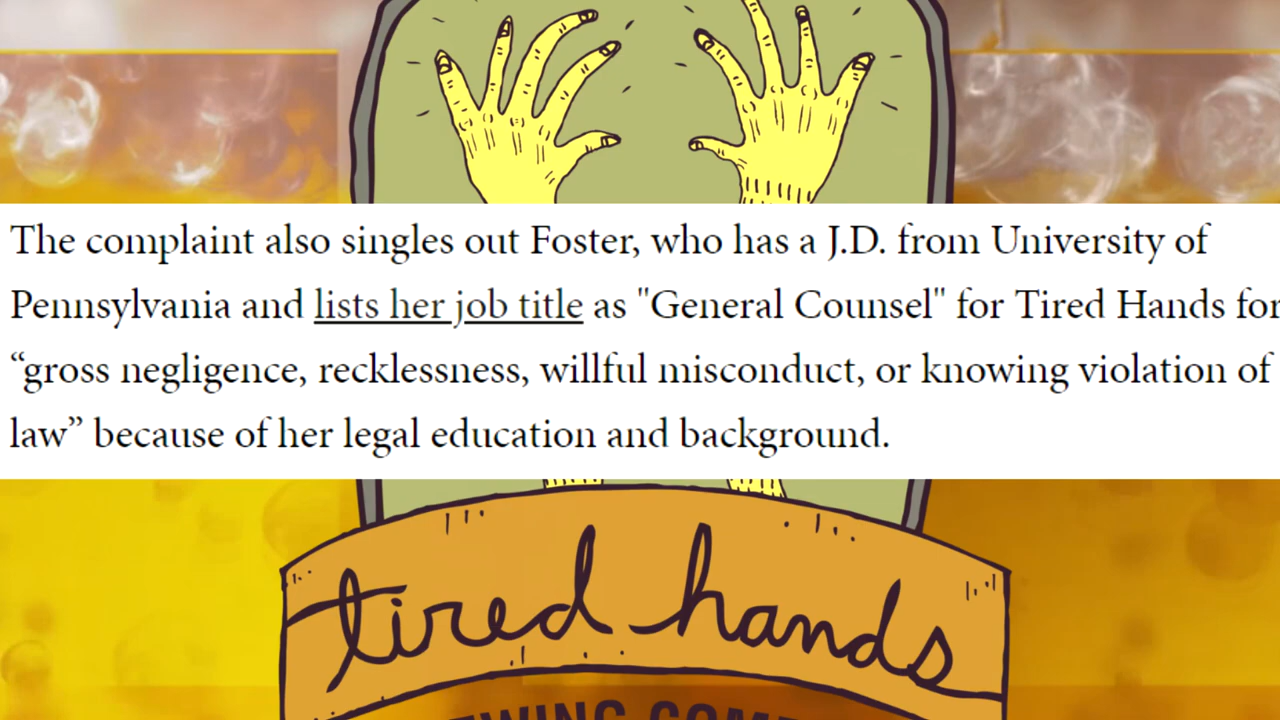 The complaint also singles out Foster, who has a J.D. from University of
Pennsylvania and lists her job title as "General Counsel" for Tired Hands for
“gross negligence, recklessness, willful misconduct, or knowing violation of
law” because of her legal education and background.
tired hands